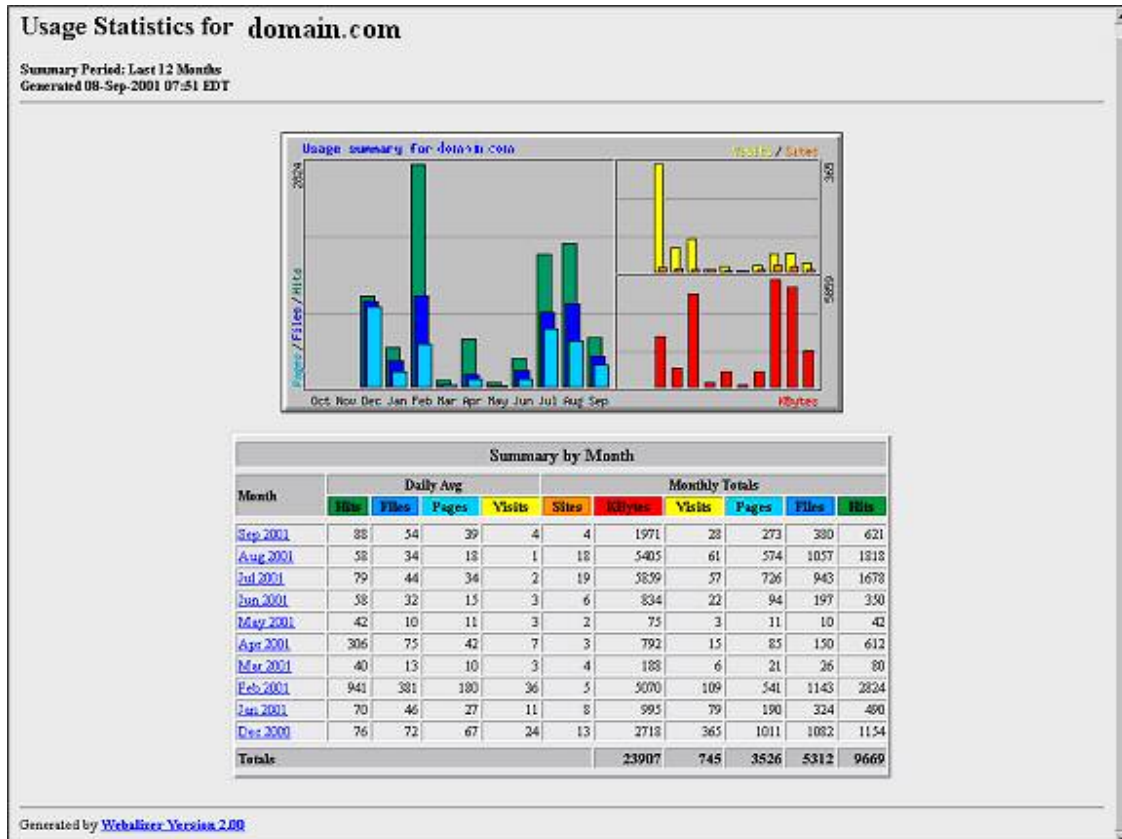 Usage Statistics for domain.com
Summary Period: Last 12 Months
Generated 08-Sep-2001 07:51 EDT
Usage summary for domain.com
Visits / Sites
2824
365
5859
Pages / Files / Hits
Oct Nov Dec Jan Feb Mar Apr May Jun Jul Aug Sep
KBytes
Summary by Month
Month Daily Avg Monthly Totals
Hits Files Pages Visits Sites KBytes Visits Pages Files Hits
Sep 2001 88 54 39 4 4 1971 28 273 380 621
Aug 2001 58 34 18 1 18 5405 61 574 1057 1818
Jul 2001 79 44 34 2 19 5859 57 726 943 1678
Jun 2001 58 32 15 3 6 834 22 94 197 350
May 2001 42 10 11 3 2 75 3 11 10 42
Apr 2001 306 75 42 7 3 792 15 85 150 612
Mar 2001 40 13 10 3 4 188 6 21 26 80
Feb 2001 941 381 180 36 5 5070 109 541 1143 2824
Jan 2001 70 46 27 11 8 995 79 190 324 490
Dec 2000 76 72 67 24 13 2718 365 1011 1082 1154
Totals 23907 745 3526 5312 9669
Generated by Webalizer Version 2.00